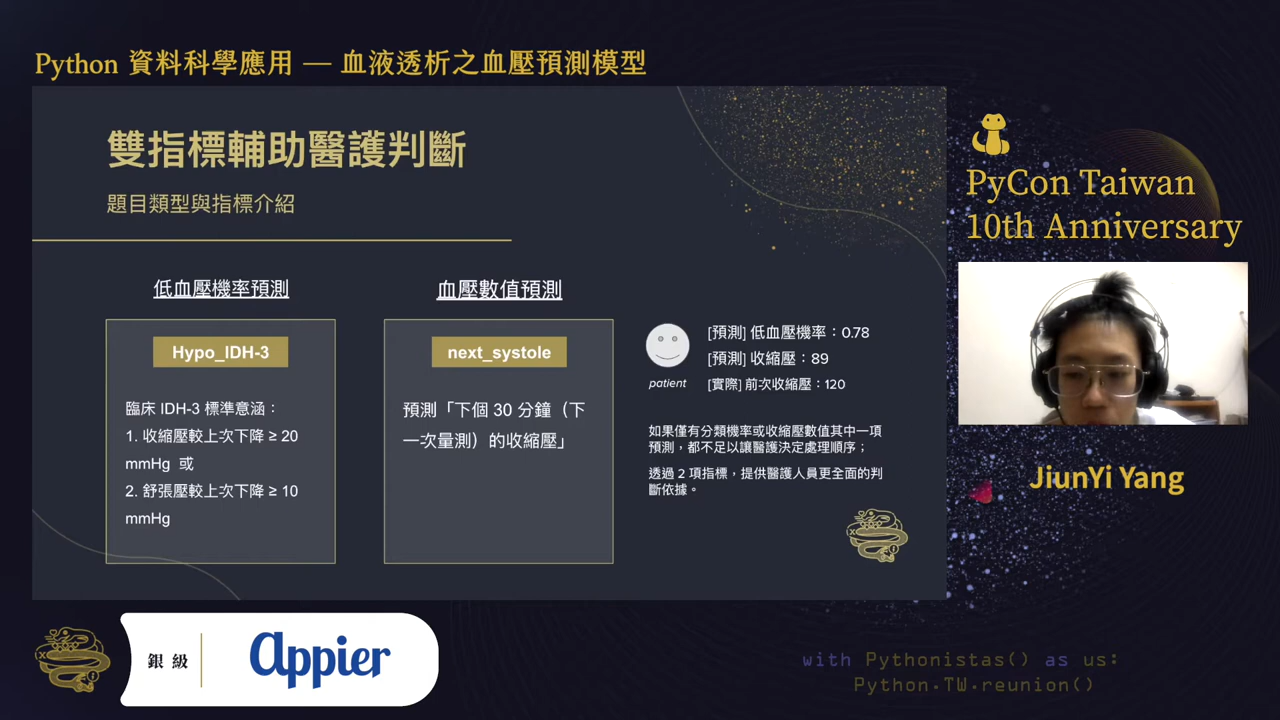 Python 資料科學應用 — 血液透析之血壓預測模型
雙指標輔助醫護判斷
題目類型與指標介紹
低血壓機率預測
Hypo_IDH-3
臨床 IDH-3 標準意涵：
1. 收縮壓較上次下降 ≥ 20
mmHg 或
2. 舒張壓較上次下降 ≥ 10
mmHg
血壓數值預測
next_systole
預測「下個 30 分鐘（下
一次量測）的收縮壓」
patient
[預測] 低血壓機率：0.78
[預測] 收縮壓：89
[實際] 前次收縮壓：120
如果僅有分類機率或收縮壓數值其中一項
預測，都不足以讓醫護決定處理順序；
透過 2 項指標，提供醫護人員更全面的判
斷依據。
PyCon Taiwan
10th Anniversary
JiunYi Yang
銀級
appier
with Pythonistas() as us:
Python.TW.reunion()